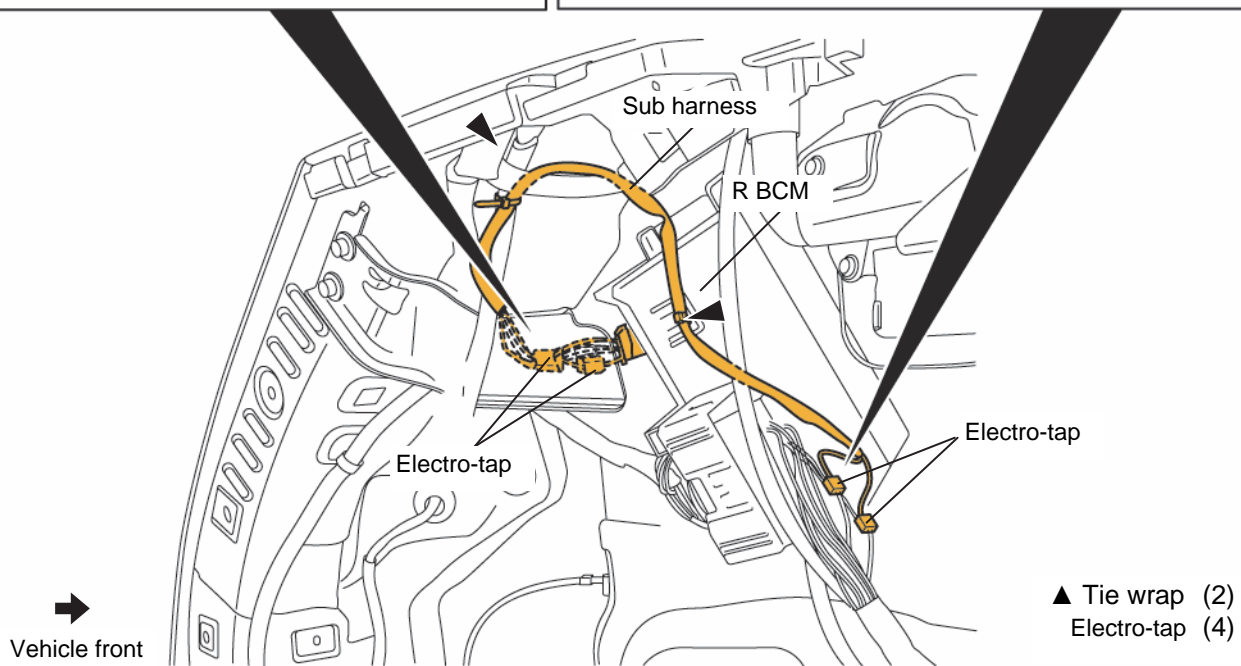 Sub harness
R BCM
Electro-tap
Electro-tap
Vehicle front
▲ Tie wrap (2)
Electro-tap (4)